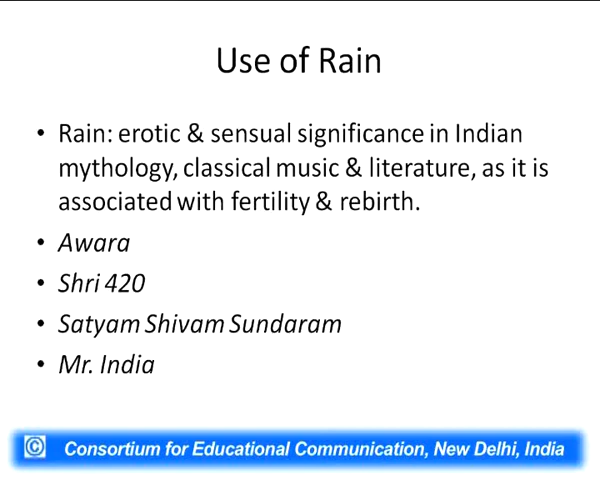 Use of Rain
• Rain: erotic & sensual significance in Indian
mythology, classical music & literature, as it is
associated with fertility & rebirth.
• Awara
• Shri 420
• Satyam Shivam Sundaram
• Mr. India
© Consortium for Educational Communication, New Delhi, India